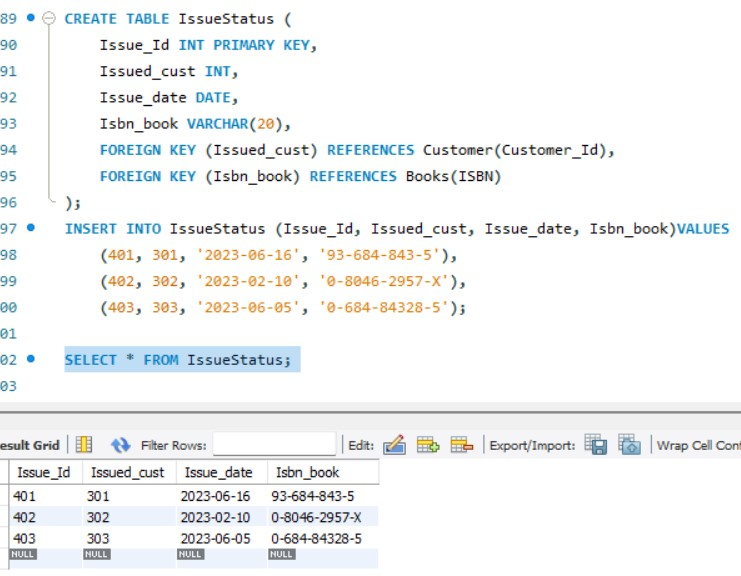 89 CREATE TABLE IssueStatus (
90 Issue_Id INT PRIMARY KEY,
91 Issued_cust INT,
92 Issue_date DATE,
93 Isbn_book VARCHAR(20),
94 FOREIGN KEY (Issued_cust) REFERENCES Customer(Customer_Id),
95 FOREIGN KEY (Isbn_book) REFERENCES Books(ISBN)
96 );
97 INSERT INTO IssueStatus (Issue_Id, Issued_cust, Issue_date, Isbn_book)VALUES
98 (401, 301, '2023-06-16', '93-684-843-5'),
99 (402, 302, '2023-02-10', '0-8046-2957-X'),
00 (403, 303, '2023-06-05', '0-684-84328-5');
01
02 SELECT * FROM IssueStatus;
03
esult Grid Filter Rows: Edit: Export/Import: Wrap Cell Cont
Issue_Id Issued_cust Issue_date Isbn_book
401 301 2023-06-16 93-684-843-5
402 302 2023-02-10 0-8046-2957-X
403 303 2023-06-05 0-684-84328-5
NULL NULL NULL NULL